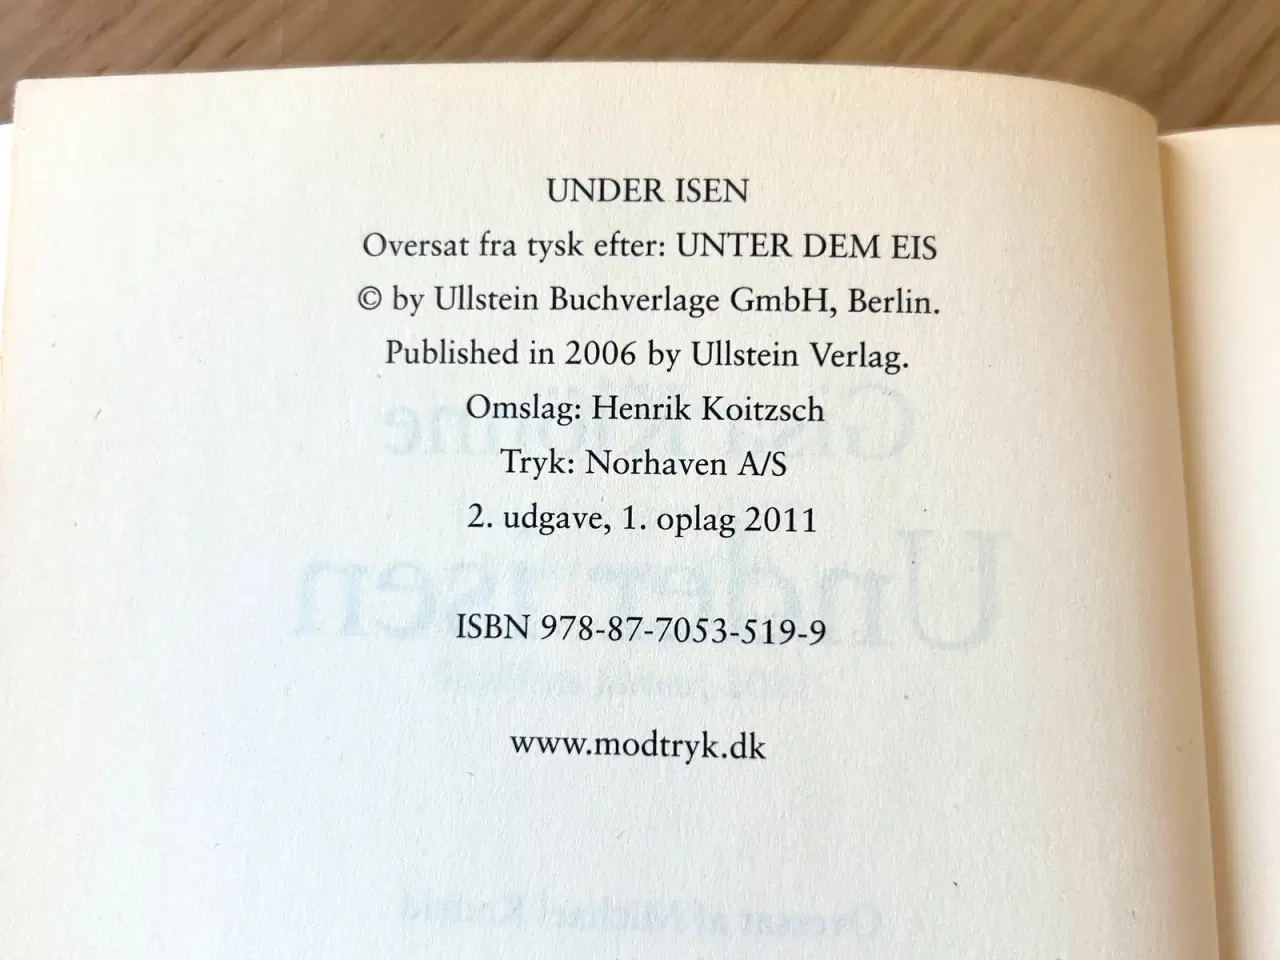 UNDER ISEN
Oversat fra tysk efter: UNTER DEM EIS
© by Ullstein Buchverlage GmbH, Berlin.
Published in 2006 by Ullstein Verlag.
Omslag: Henrik Koitzsch
Tryk: Norhaven A/S
2. udgave, 1. oplag 2011
ISBN 978-87-7053-519-9
www.modtryk.dk